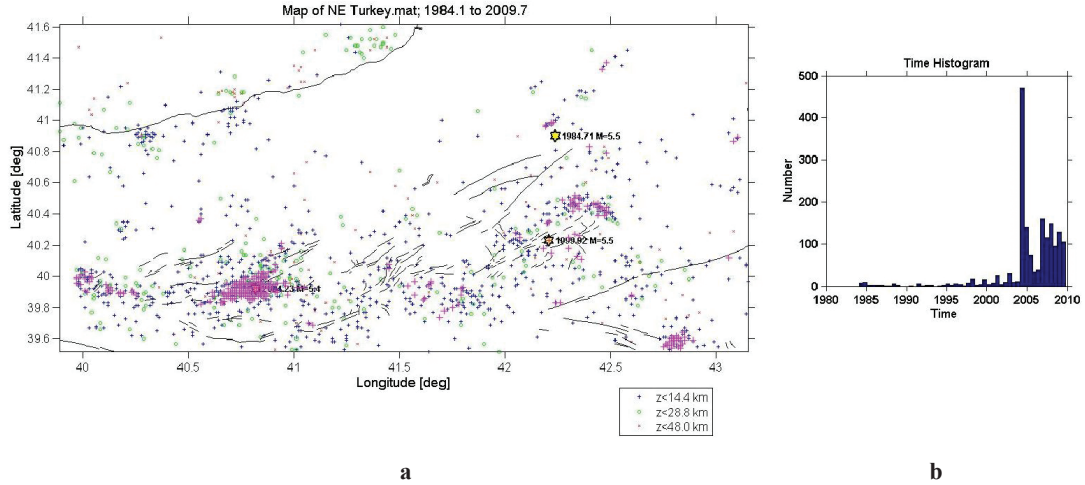 Map of NE Turkey.mat; 1984.1 to 2009.7
41.6
41.4
41.2
41
40.8
40.6
40.4
40.2
40
39.8
39.6
Latitude [deg]
1984.71 M=5.5
1999.92 M=5.5
40
40.5
41
41.5
42
42.5
43
Longitude [deg]
z<14.4 km
z<28.8 km
z<48.0 km
a
Time Histogram
500
400
300
200
100
0
Number
1980
1985
1990
1995
2000
2005
2010
Time
b